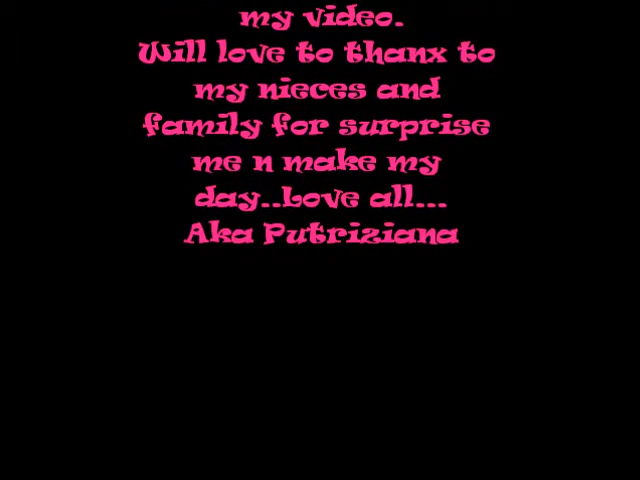 my video.
Will love to thanx to
my nieces and
family for surprise
me n make my
day..Love all...
Aka Putriziana